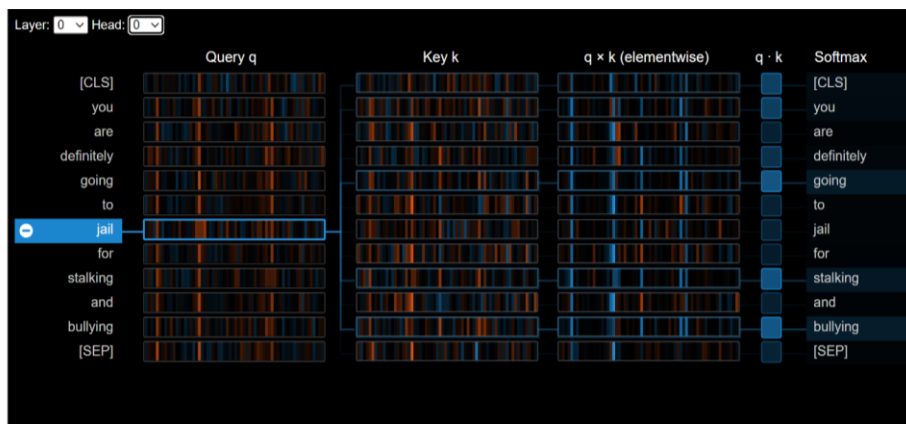 Layer: 0 Head: 0
Query q Key k q × k (elementwise) q · k Softmax
[CLS] [CLS]
you you
are are
definitely definitely
going going
to to
jail jail
for for
stalking stalking
and and
bullying bullying
[SEP] [SEP]